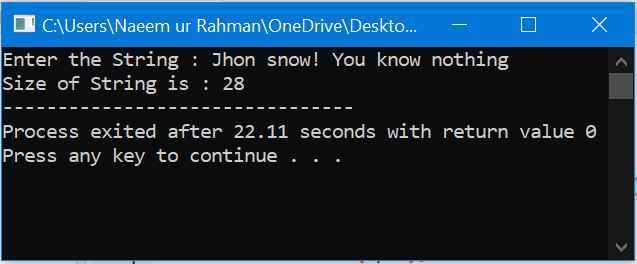 C:\Users\Naeem ur Rahman\OneDrive\Deskto...
Enter the String : Jhon snow! You know nothing
Size of String is : 28
--------------------------------
Process exited after 22.11 seconds with return value 0
Press any key to continue . . .